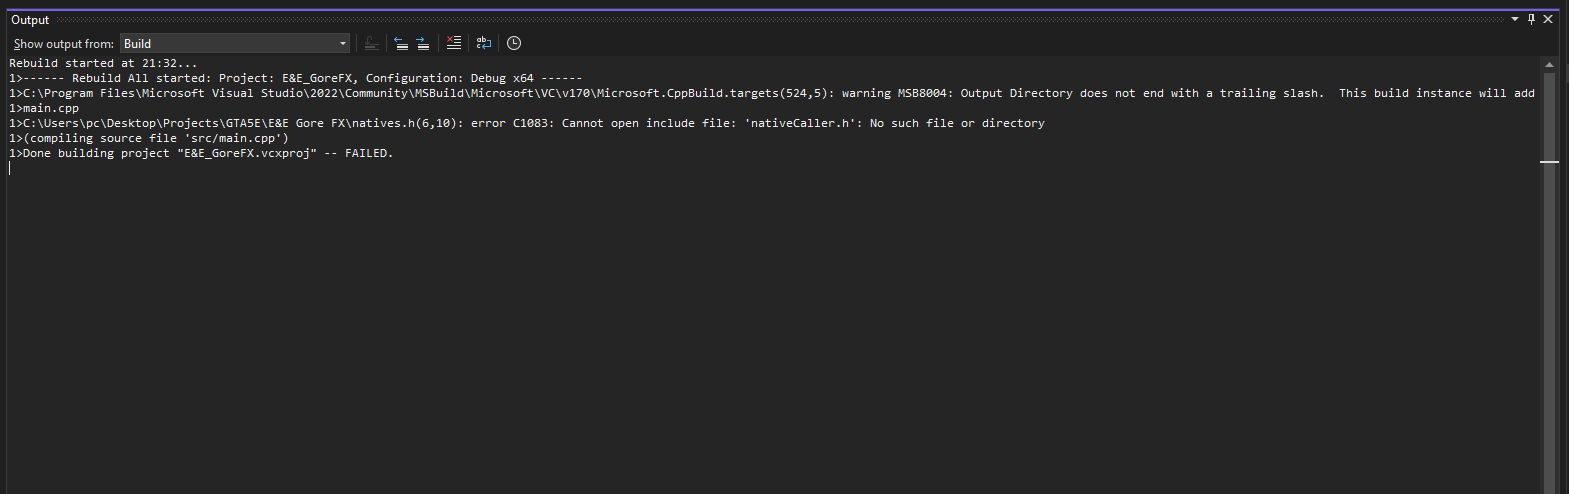 Output
Show output from: Build
Rebuild started at 21:32...
1>------ Rebuild All started: Project: E&E_GoreFX, Configuration: Debug x64 ------
1>C:\Program Files\Microsoft Visual Studio\2022\Community\MSBuild\Microsoft\VC\v170\Microsoft.CppBuild.targets(524,5): warning MSB8004: Output Directory does not end with a trailing slash.  This build instance will add
1>main.cpp
1>C:\Users\pc\Desktop\Projects\GTA5E\E&E Gore FX\natives.h(6,10): error C1083: Cannot open include file: 'nativeCaller.h': No such file or directory
1>(compiling source file 'src/main.cpp')
1>Done building project "E&E_GoreFX.vcxproj" -- FAILED.